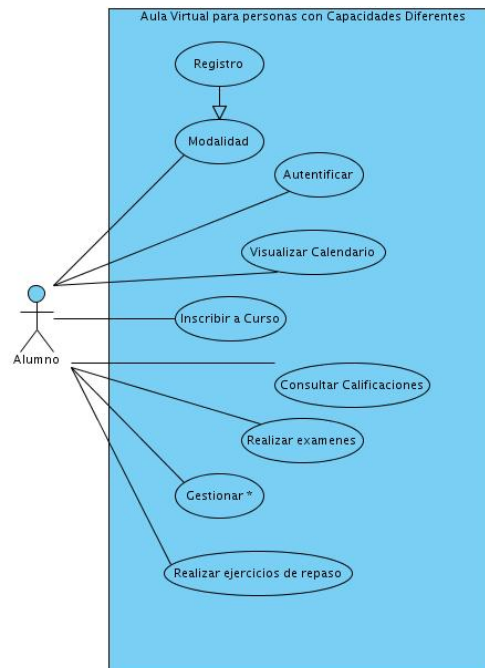 Aula Virtual para personas con Capacidades Diferentes
Registro
Modalidad
Autentificar
Visualizar Calendario
Inscribir a Curso
Alumno
Consultar Calificaciones
Realizar examenes
Gestionar *
Realizar ejercicios de repaso